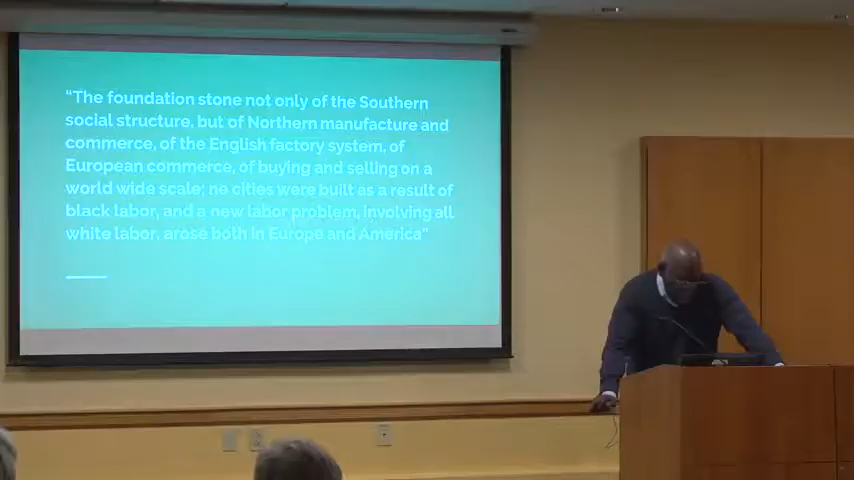 “The foundation stone not only of the Southern
social structure, but of Northern manufacture and
commerce, of the English factory system, of
European commerce, of buying and selling on a
world wide scale; ne cities were built as a result of
black labor, and a new labor problem, involving all
white labor, arose both in Europe and America”